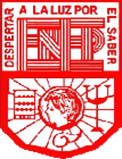 DESPERTAR A LA LUZ POR EL SABER
ENP